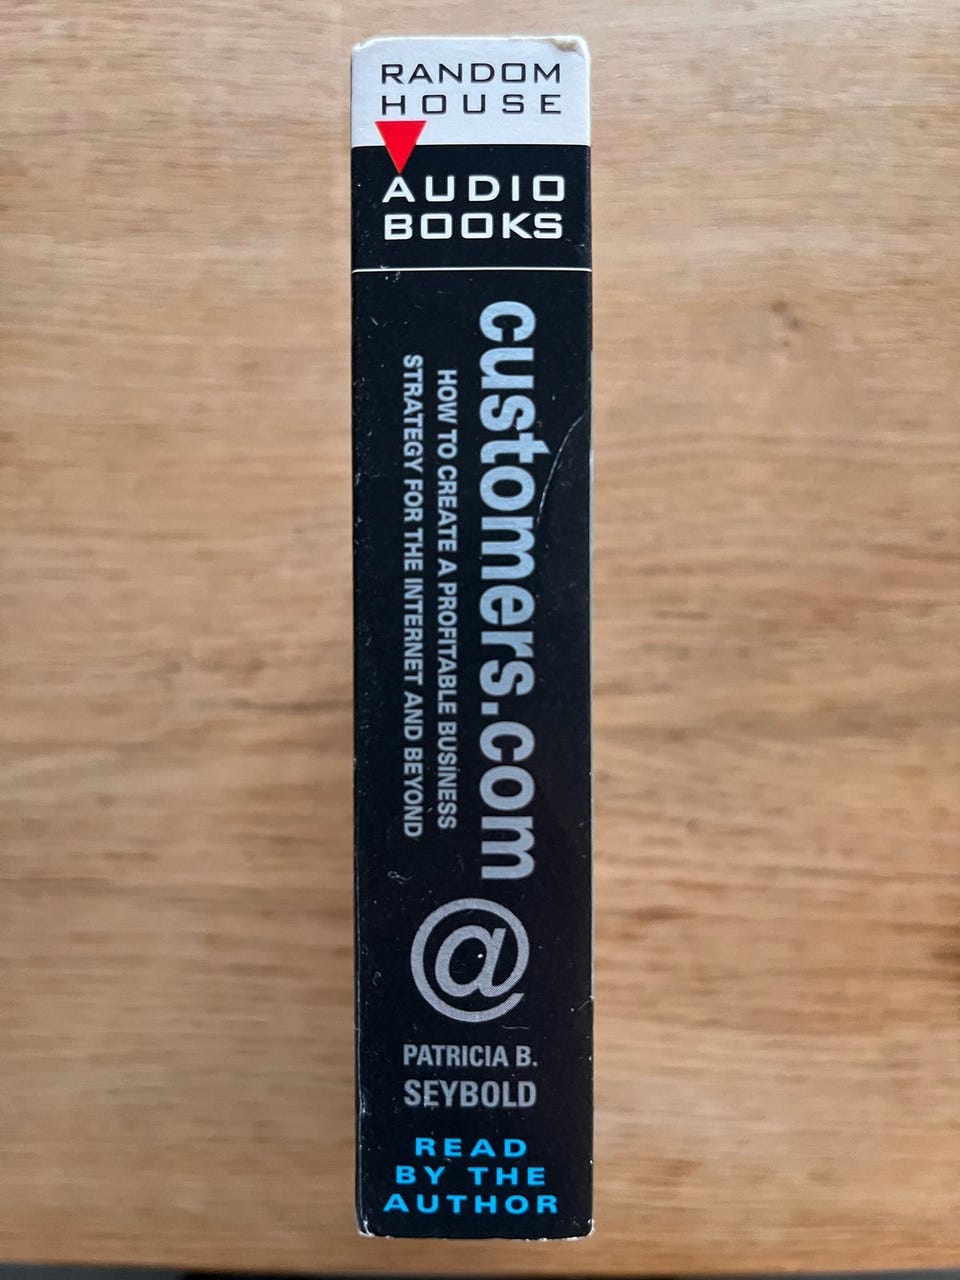 RANDOM
HOUSE
AUDIO
BOOKS
customers.com
HOW TO CREATE A PROFITABLE BUSINESS
STRATEGY FOR THE INTERNET AND BEYOND
@
PATRICIA B.
SEYBOLD
READ
BY THE
AUTHOR